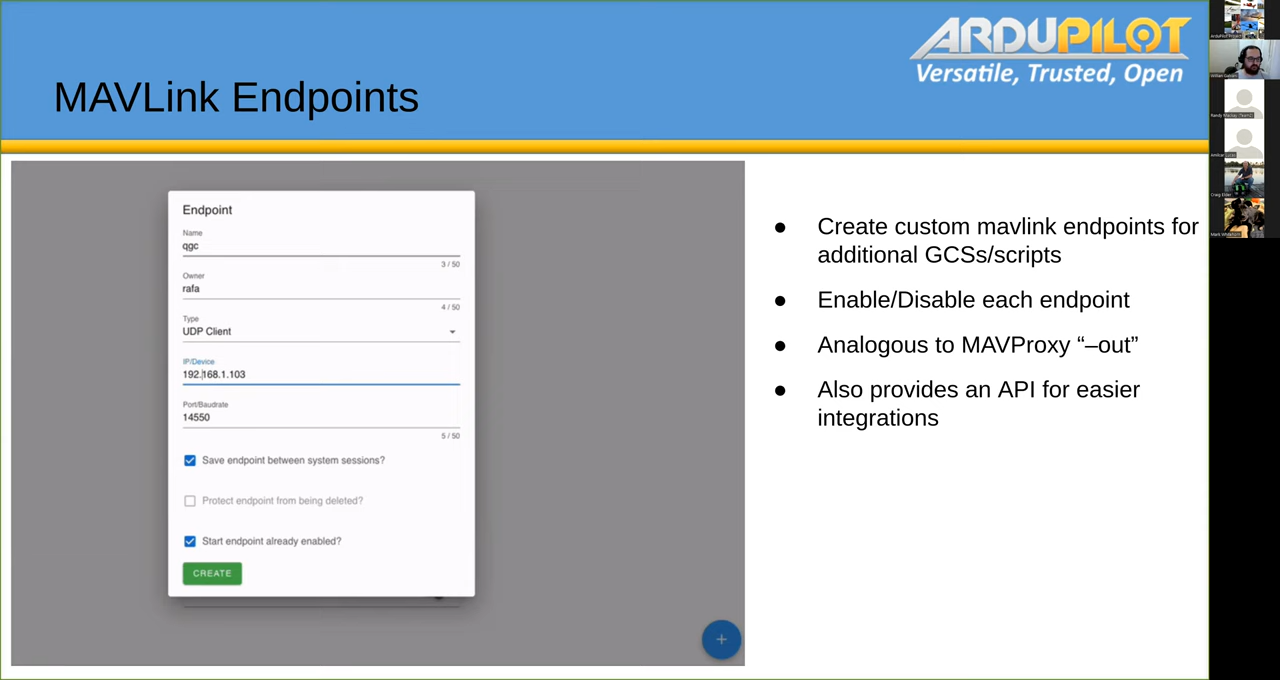 ARDUPILOT
Versatile, Trusted, Open
MAVLink Endpoints
Endpoint
Name
qgc
3 / 50
Owner
rafa
4 / 50
Type
UDP Client
IP/Device
192.168.1.103
Port/Baudrate
14550
5 / 50
Save endpoint between system sessions?
Protect endpoint from being deleted?
Start endpoint already enabled?
CREATE
+
● Create custom mavlink endpoints for
additional GCSs/scripts
● Enable/Disable each endpoint
● Analogous to MAVProxy “–out”
● Also provides an API for easier
integrations
Craig Elder